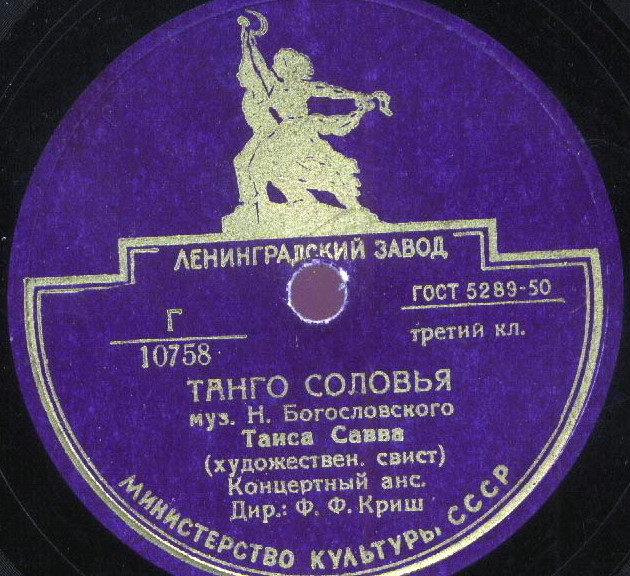 ЛЕНИНГРАДСКИЙ ЗАВОД
ГОСТ 5289-50
Г
10758
третий кл.
ТАНГО СОЛОВЬЯ
муз. Н. Богословского
Таиса Савва
(художествен. свист)
Концертный анс.
Дир.: Ф. Ф. Криш
МИНИСТЕРСТВО КУЛЬТУРЫ СССР